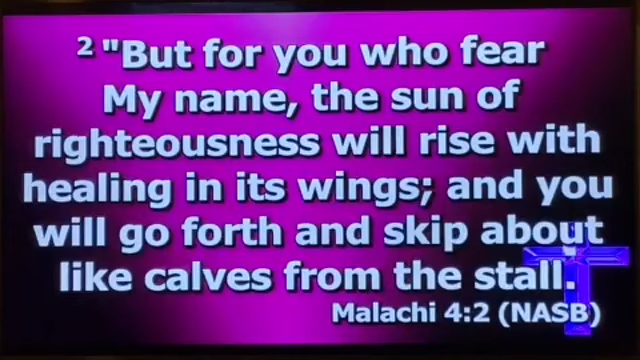 2 "But for you who fear
My name, the sun of
righteousness will rise with
healing in its wings; and you
will go forth and skip about
like calves from the stall.
Malachi 4:2 (NASB)